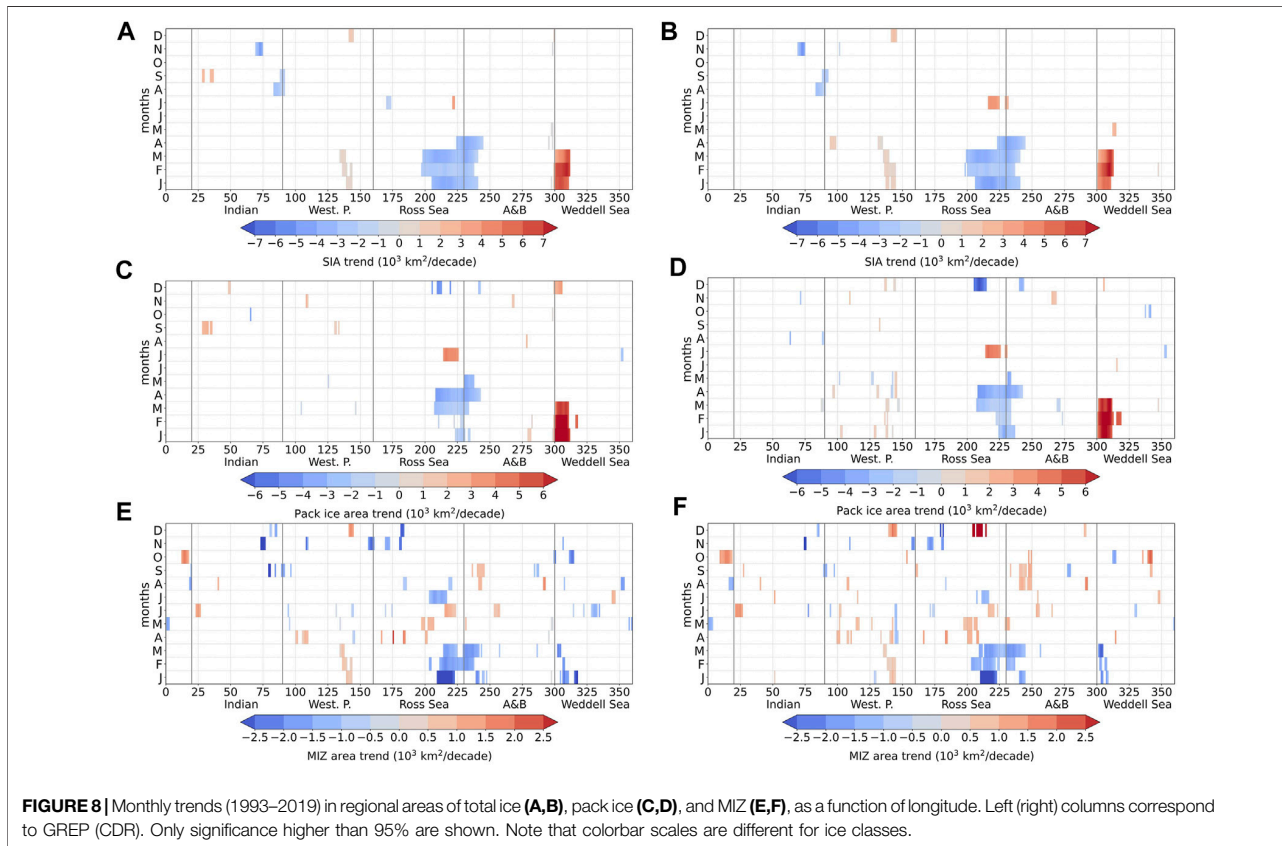 A
B
D
N
O
S
A
J
J
M
A
M
F
J
months
0 25 50 75 100 125 150 175 200 225 250 275 300 325 350
Indian West. P. Ross Sea A&B Weddell Sea
−7 −6 −5 −4 −3 −2 −1 0 1 2 3 4 5 6 7
SIA trend (10³ km²/decade)
D
N
O
S
A
J
J
M
A
M
F
J
months
0 25 50 75 100 125 150 175 200 225 250 275 300 325 350
Indian West. P. Ross Sea A&B Weddell Sea
−7 −6 −5 −4 −3 −2 −1 0 1 2 3 4 5 6 7
SIA trend (10³ km²/decade)
C
D
D
N
O
S
A
J
J
M
A
M
F
J
months
0 25 50 75 100 125 150 175 200 225 250 275 300 325 350
Indian West. P. Ross Sea A&B Weddell Sea
−6 −5 −4 −3 −2 −1 0 1 2 3 4 5 6
Pack ice area trend (10³ km²/decade)
D
N
O
S
A
J
J
M
A
M
F
J
months
0 25 50 75 100 125 150 175 200 225 250 275 300 325 350
Indian West. P. Ross Sea A&B Weddell Sea
−6 −5 −4 −3 −2 −1 0 1 2 3 4 5 6
Pack ice area trend (10³ km²/decade)
E
F
D
N
O
S
A
J
J
M
A
M
F
J
months
0 25 50 75 100 125 150 175 200 225 250 275 300 325 350
Indian West. P. Ross Sea A&B Weddell Sea
−2.5 −2.0 −1.5 −1.0 −0.5 0.0 0.5 1.0 1.5 2.0 2.5
MIZ area trend (10³ km²/decade)
D
N
O
S
A
J
J
M
A
M
F
J
months
0 25 50 75 100 125 150 175 200 225 250 275 300 325 350
Indian West. P. Ross Sea A&B Weddell Sea
−2.5 −2.0 −1.5 −1.0 −0.5 0.0 0.5 1.0 1.5 2.0 2.5
MIZ area trend (10³ km²/decade)
FIGURE 8 | Monthly trends (1993–2019) in regional areas of total ice (A,B), pack ice (C,D), and MIZ (E,F), as a function of longitude. Left (right) columns correspond
to GREP (CDR). Only significance higher than 95% are shown. Note that colorbar scales are different for ice classes.